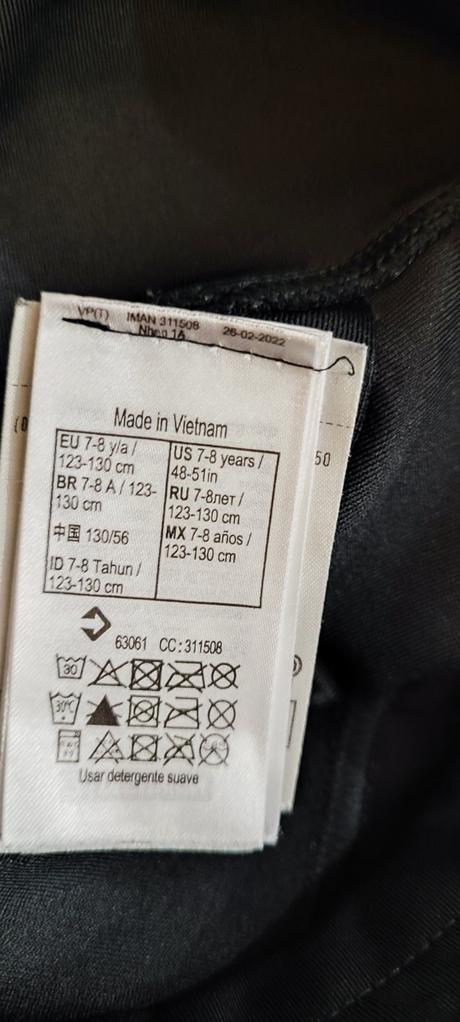 VP(T) IMAN 311508 26-02-2022
Made in Vietnam
EU 7-8 y/a /
123-130 cm
BR 7-8 A / 123-
130 cm
中国 130/56
ID 7-8 Tahun /
123-130 cm
US 7-8 years /
48-51in
RU 7-8лет /
123-130 cm
MX 7-8 años /
123-130 cm
50
63061 CC:311508
30
30°C
Usar detergente suave